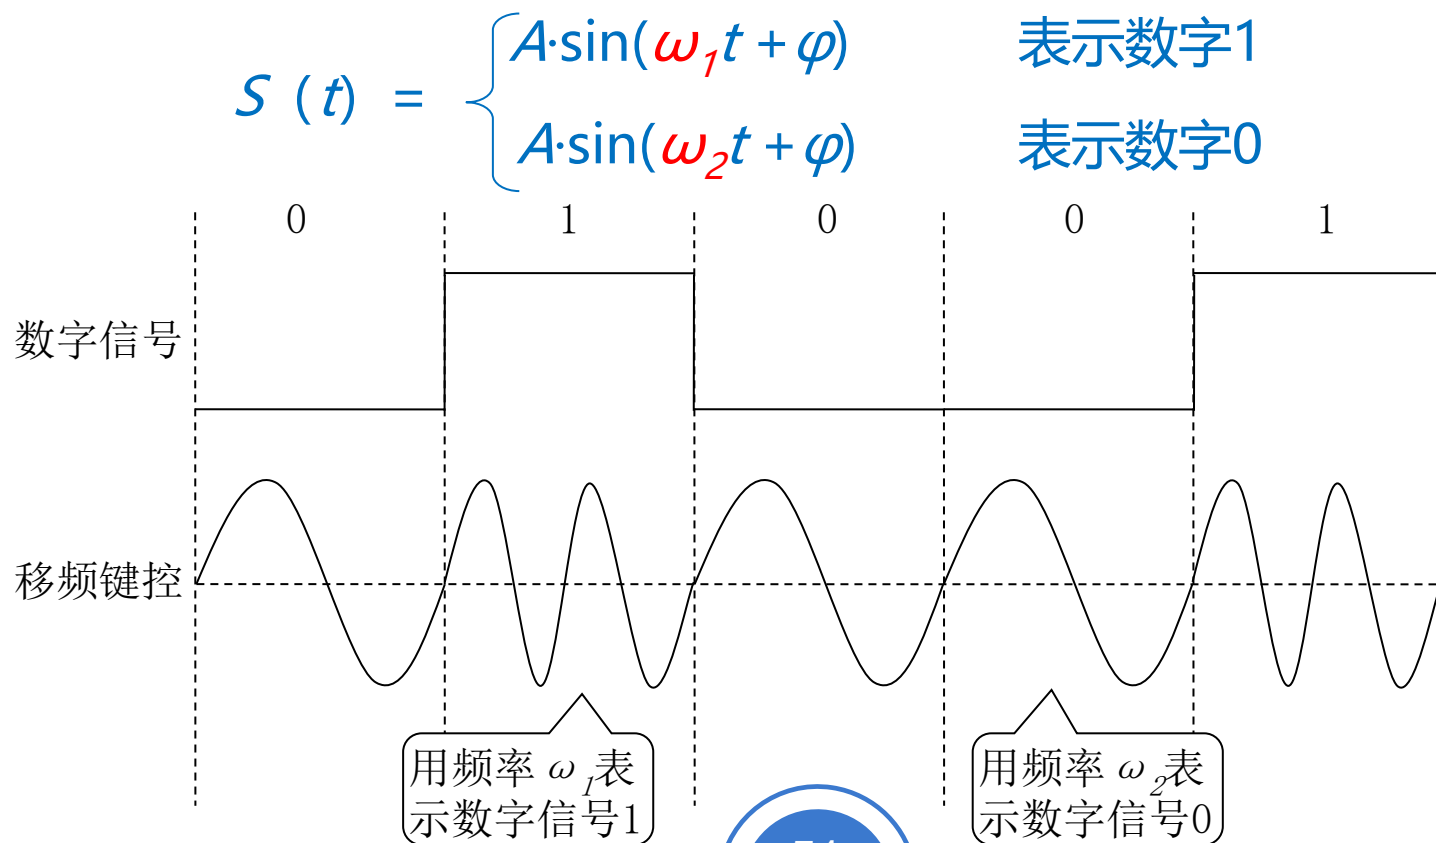 S (t) = A·sin(ω₁t + φ) 表示数字1
A·sin(ω₂t + φ) 表示数字0
0 1 0 0 1
数字信号
移频键控
用频率 ω₁表
示数字信号1
用频率 ω₂表
示数字信号0